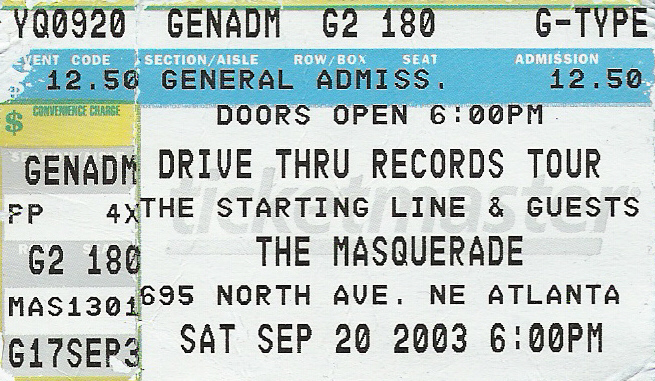 YQ0920 GENADM G2 180 G-TYPE
VENT CODE SECTION/AISLE ROW/BOX SEAT ADMISSION
12.50 GENERAL ADMISS. 12.50
$ CONVENIENCE CHARGE
DOORS OPEN 6:00PM
GENADM DRIVE THRU RECORDS TOUR
ticketmaster®
PP 4X THE STARTING LINE & GUESTS
G2 180 THE MASQUERADE
MAS1301 695 NORTH AVE. NE ATLANTA
G17SEP3 SAT SEP 20 2003 6:00PM